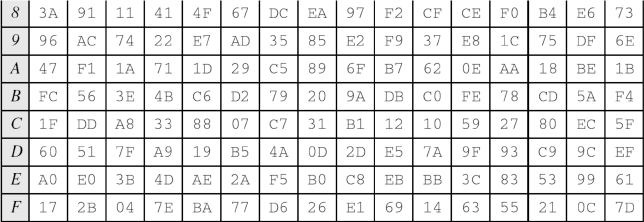 8 3A 91 11 41 4F 67 DC EA 97 F2 CF CE F0 B4 E6 73
9 96 AC 74 22 E7 AD 35 85 E2 F9 37 E8 1C 75 DF 6E
A 47 F1 1A 71 1D 29 C5 89 6F B7 62 0E AA 18 BE 1B
B FC 56 3E 4B C6 D2 79 20 9A DB C0 FE 78 CD 5A F4
C 1F DD A8 33 88 07 C7 31 B1 12 10 59 27 80 EC 5F
D 60 51 7F A9 19 B5 4A 0D 2D E5 7A 9F 93 C9 9C EF
E A0 E0 3B 4D AE 2A F5 B0 C8 EB BB 3C 83 53 99 61
F 17 2B 04 7E BA 77 D6 26 E1 69 14 63 55 21 0C 7D